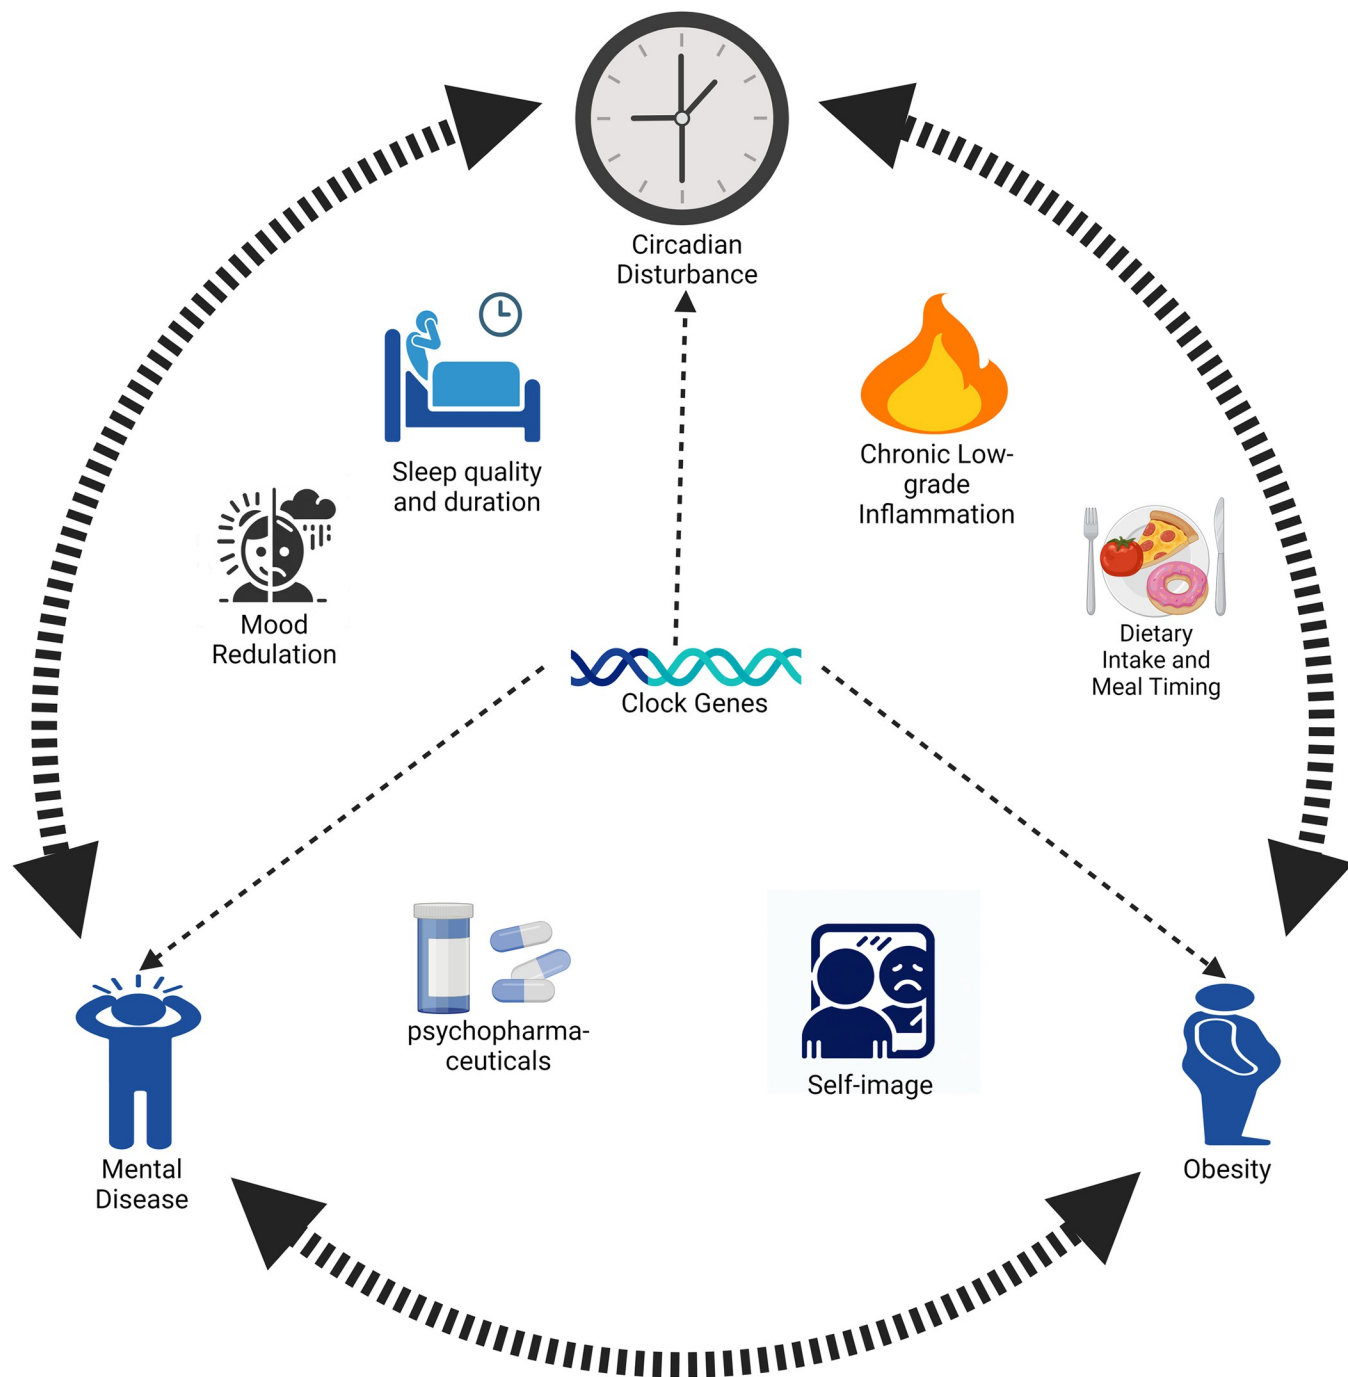 Circadian
Disturbance
Sleep quality
and duration
Chronic Low-
grade
Inflammation
Mood
Redulation
Dietary
Intake and
Meal Timing
Clock Genes
psychopharma-
ceuticals
Self-image
Mental
Disease
Obesity